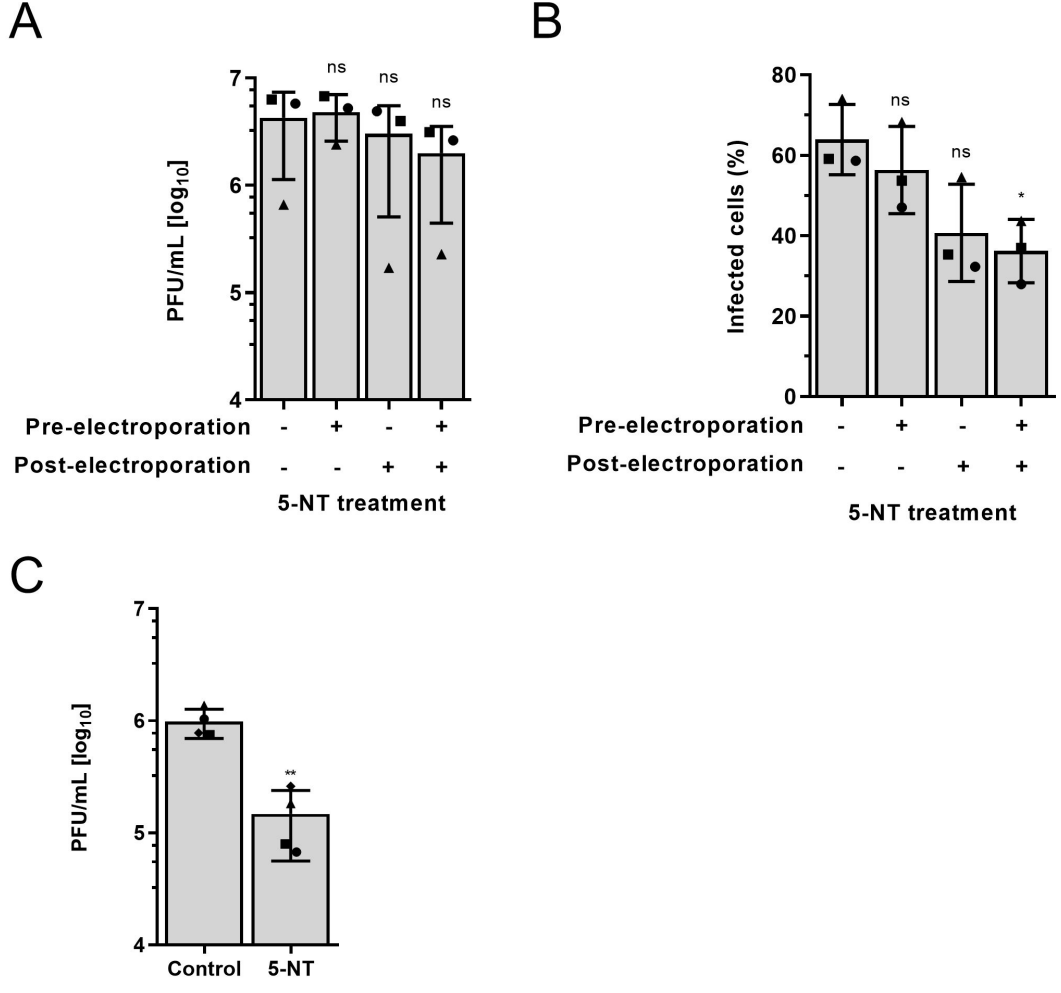 A
PFU/mL [log10]
7
6
5
4
ns
ns
ns
Pre-electroporation - + - +
Post-electroporation - - + +
5-NT treatment
B
Infected cells (%)
80
60
40
20
0
ns
ns
*
Pre-electroporation - + - +
Post-electroporation - - + +
5-NT treatment
C
PFU/mL [log10]
7
6
5
4
**
Control 5-NT